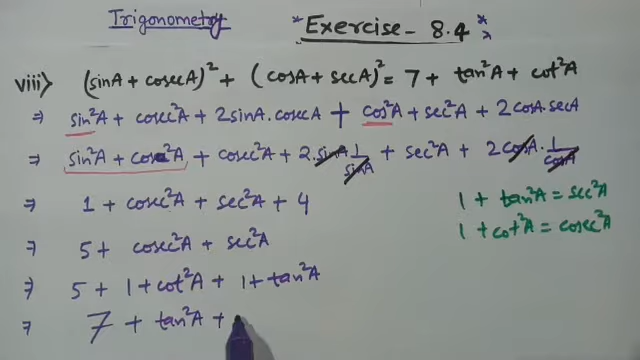 Trigonometry
* Exercise - 8.4 *
*
viii) (sinA + cosecA)² + (cosA + secA)² = 7 + tan²A + cot²A
⇒ sin²A + cosec²A + 2sinA.cosecA + cos²A + sec²A + 2cosA.secA
⇒ sin²A + cos²A + cosec²A + 2.sinA.1/sinA + sec²A + 2cosA.1/cosA
⇒ 1 + cosec²A + sec²A + 4
1 + tan²A = sec²A
1 + cot²A = cosec²A
⇒ 5 + cosec²A + sec²A
⇒ 5 + 1 + cot²A + 1 + tan²A
⇒ 7 + tan²A +